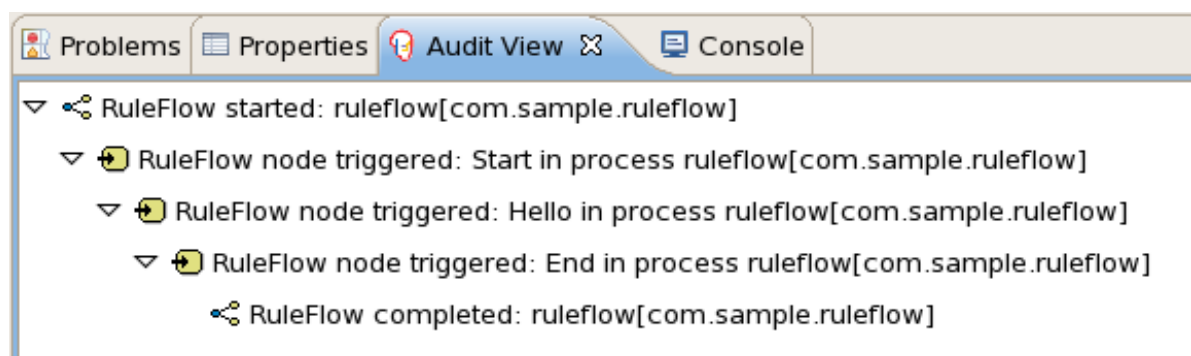 Problems Properties Audit View Console
RuleFlow started: ruleflow[com.sample.ruleflow]
RuleFlow node triggered: Start in process ruleflow[com.sample.ruleflow]
RuleFlow node triggered: Hello in process ruleflow[com.sample.ruleflow]
RuleFlow node triggered: End in process ruleflow[com.sample.ruleflow]
RuleFlow completed: ruleflow[com.sample.ruleflow]